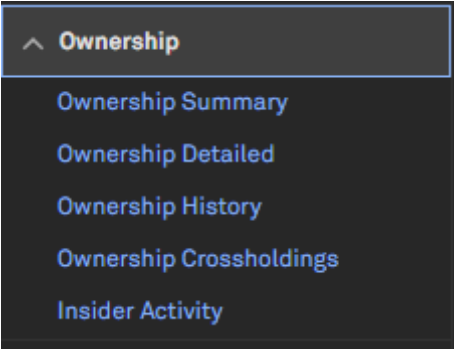 Ownership
Ownership Summary
Ownership Detailed
Ownership History
Ownership Crossholdings
Insider Activity